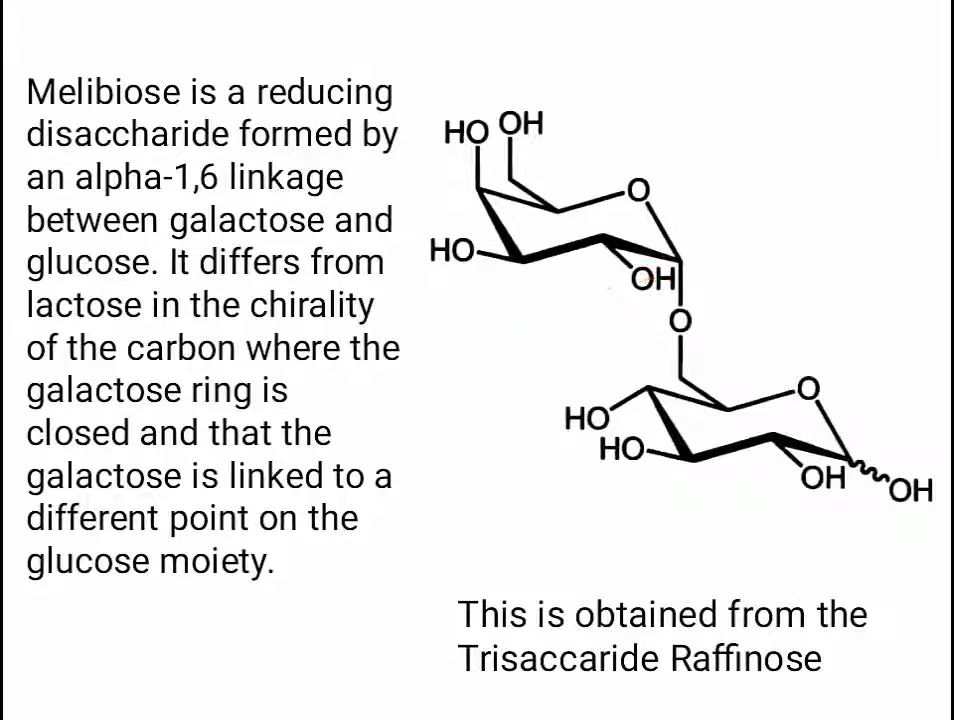 Melibiose is a reducing
disaccharide formed by
an alpha-1,6 linkage
between galactose and
glucose. It differs from
lactose in the chirality
of the carbon where the
galactose ring is
closed and that the
galactose is linked to a
different point on the
glucose moiety.
HO OH
O
HO
OH
O
O
HO
HO
OH
OH
This is obtained from the
Trisaccaride Raffinose